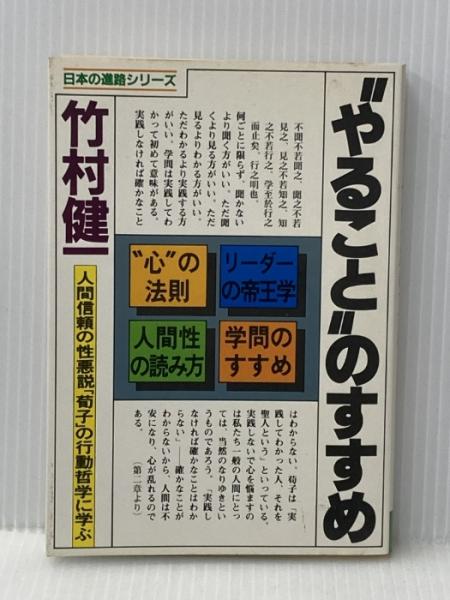 日本の進路シリーズ
“やること”のすすめ
竹村健一
人間信頼の性悪説「荀子」の行動哲学に学ぶ
不聞不若聞之、聞之不若
見之、見之不若知之、知
之不若行之。学至於行之
而止矣。行之明也。
何ごとに限らず、聞かない
より聞く方がいい。ただ聞
くより見る方がいい。ただ
見るよりわかる方がいい。
ただわかるより実践する方
がいい。学問は実践してわ
かって初めて意味がある。
実践しなければ確かなこと
“心”の
法則
リーダー
の帝王学
人間性
の読み方
学問の
すすめ
はわからない。荀子は「実
践してわかった人、それを
聖人という」といっている。
実践しないで心を悩ますの
は私たち一般の人間にとっ
ては、当然のなりゆきとい
うものであろう。「実践し
なければ確かなことはわか
らない」――確かなことが
わからないから、人間は不
安になり、心が乱れるので
ある。
（第二章より）